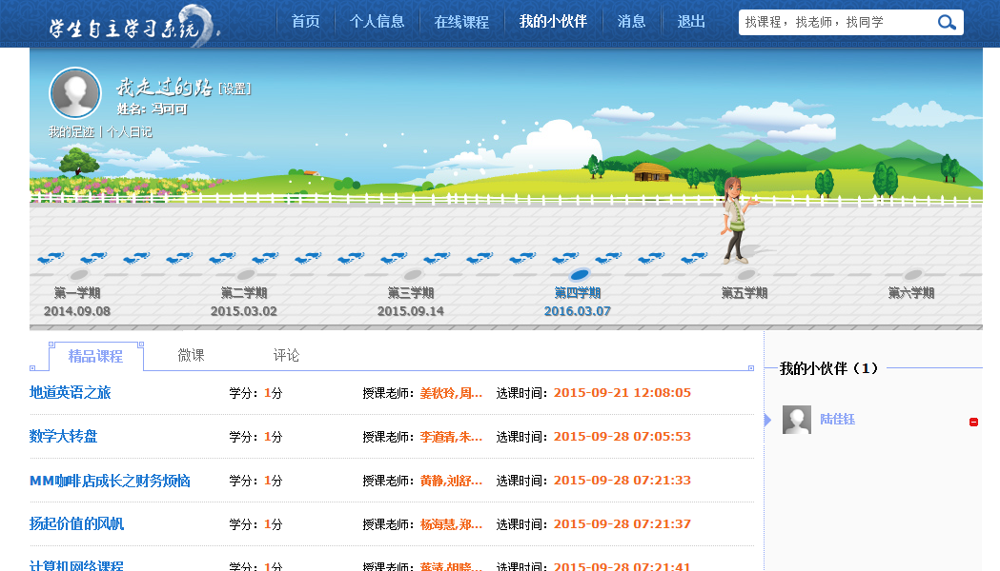 学生自主学习系统
首页 个人信息 在线课程 我的小伙伴 消息 退出 找课程，找老师，找同学
我走过的路 [设置]
姓名：冯可可
我的足迹 | 个人日记
第一学期 第二学期 第三学期 第四学期 第五学期 第六学期
2014.09.08 2015.03.02 2015.09.14 2016.03.07
精品课程 微课 评论
我的小伙伴（1）
陆佳钰
地道英语之旅 学分：1分 授课老师：姜秋玲,周... 选课时间：2015-09-21 12:08:05
数学大转盘 学分：1分 授课老师：李道青,朱... 选课时间：2015-09-28 07:05:53
MM咖啡店成长之财务烦恼 学分：1分 授课老师：黄静,刘舒... 选课时间：2015-09-28 07:21:33
扬起价值的风帆 学分：1分 授课老师：杨海慧,郑... 选课时间：2015-09-28 07:21:37
计算机网络课程 学分：1分 授课老师：蒋清,胡晓... 选课时间：2015-09-28 07:21:41